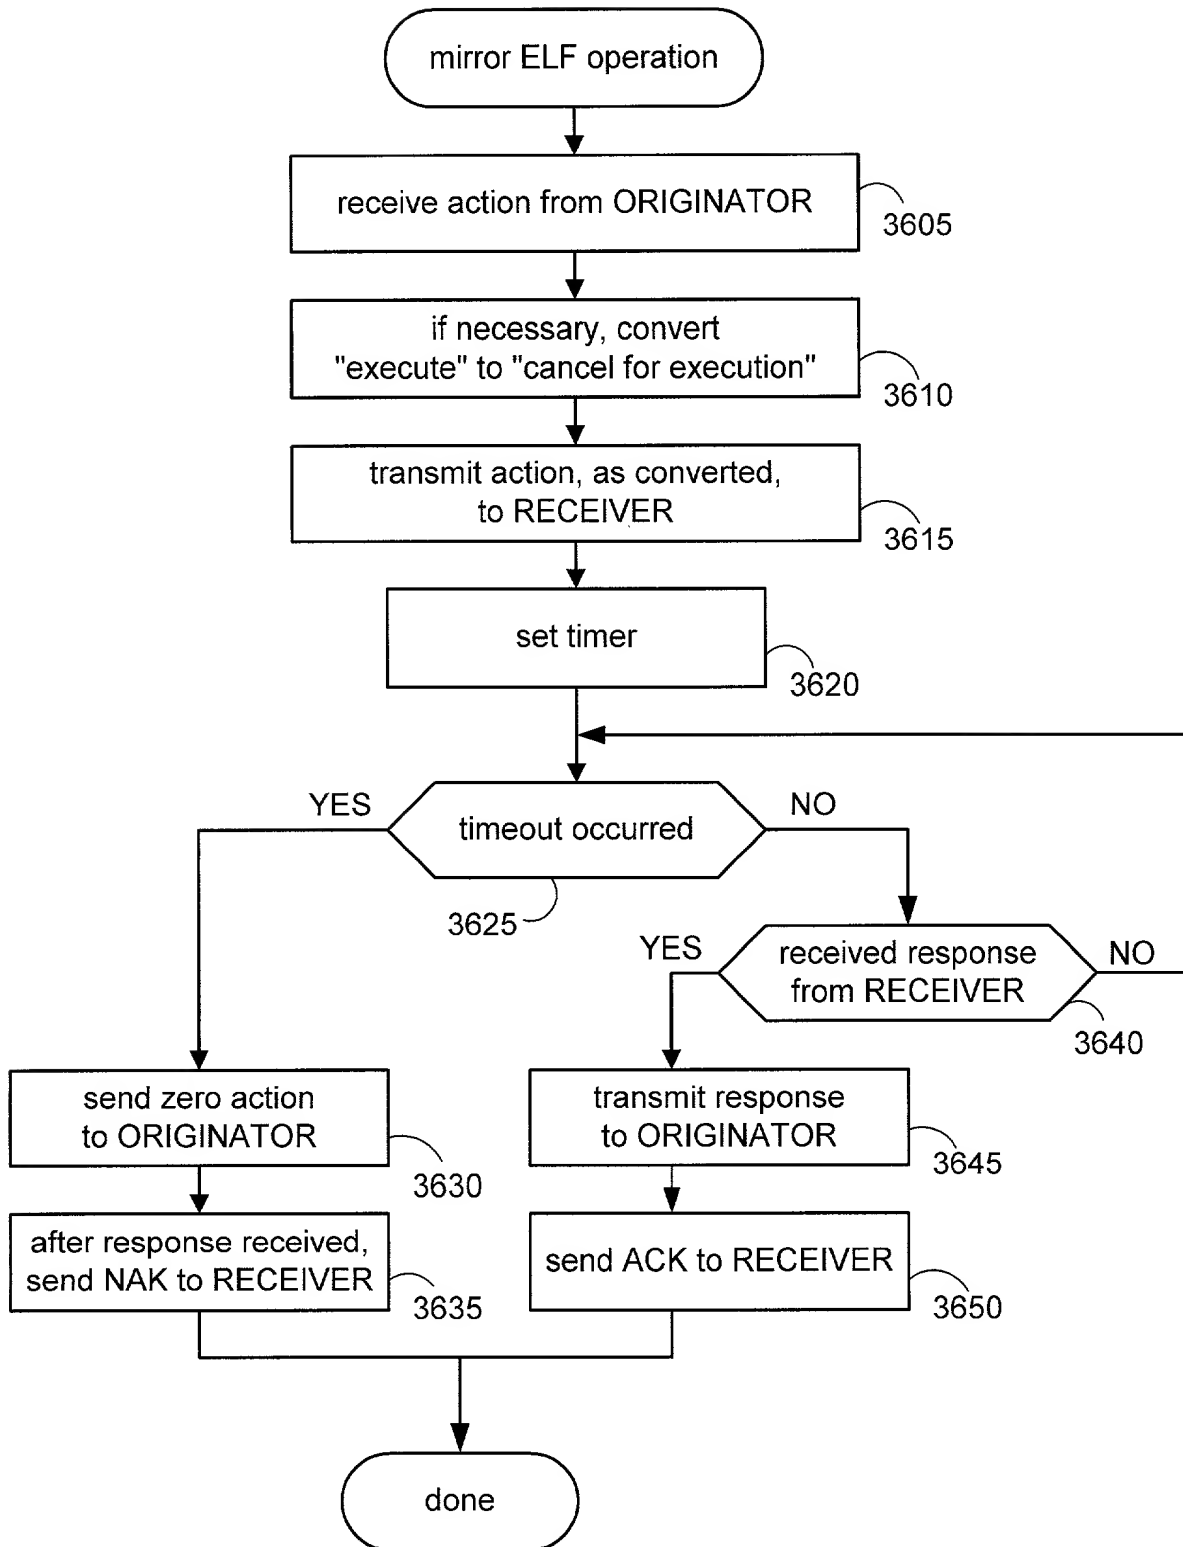 mirror ELF operation
receive action from ORIGINATOR
3605
if necessary, convert
"execute" to "cancel for execution"
3610
transmit action, as converted,
to RECEIVER
3615
set timer
3620
YES
timeout occurred
NO
3625
YES
received response
from RECEIVER
NO
3640
send zero action
to ORIGINATOR
3630
transmit response
to ORIGINATOR
3645
after response received,
send NAK to RECEIVER
3635
send ACK to RECEIVER
3650
done